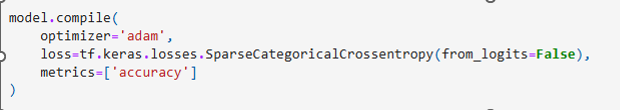 model.compile(
    optimizer='adam',
    loss=tf.keras.losses.SparseCategoricalCrossentropy(from_logits=False),
    metrics=['accuracy']
)